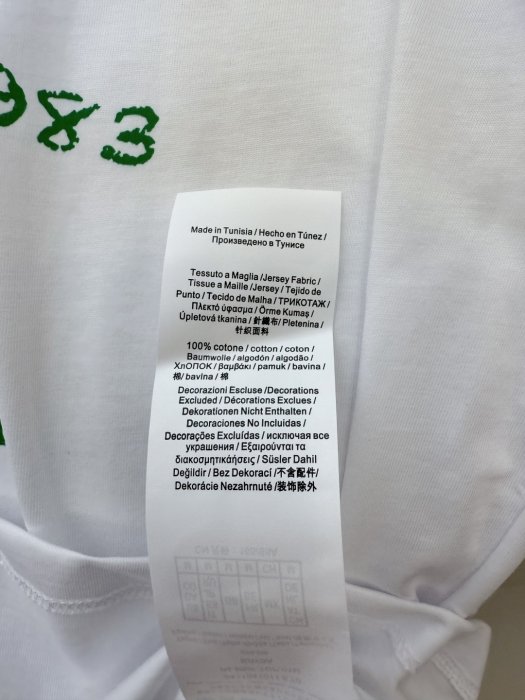 983
Made in Tunisia / Hecho en Túnez /
Произведено в Тунисе
Tessuto a Maglia /Jersey Fabric/
Tissue a Maille /Jersey / Tejido de
Punto / Tecido de Malha / ТРИКОТАЖ/
Πλεκτό ύφασμα / Örme Kumaş /
Úpletová tkanina / 針織布/ Pletenina /
针织面料
100% cotone / cotton / coton /
Baumwolle / algodón / algodão /
ХлОПОК / βαμβάκι / pamuk / bavina /
棉/ bavlna / 棉
Decorazioni Escluse /Decorations
Excluded / Décorations Exclues /
Dekorationen Nicht Enthalten /
Decoraciones No Incluidas /
Decorações Excluídas / исключая все
украшения / Εξαιρούνται τα
διακοσμητικάήσεις / Süsler Dahil
Değildir / Bez Dekorací /不含配件/
Dekorácie Nezahrnuté /装饰除外